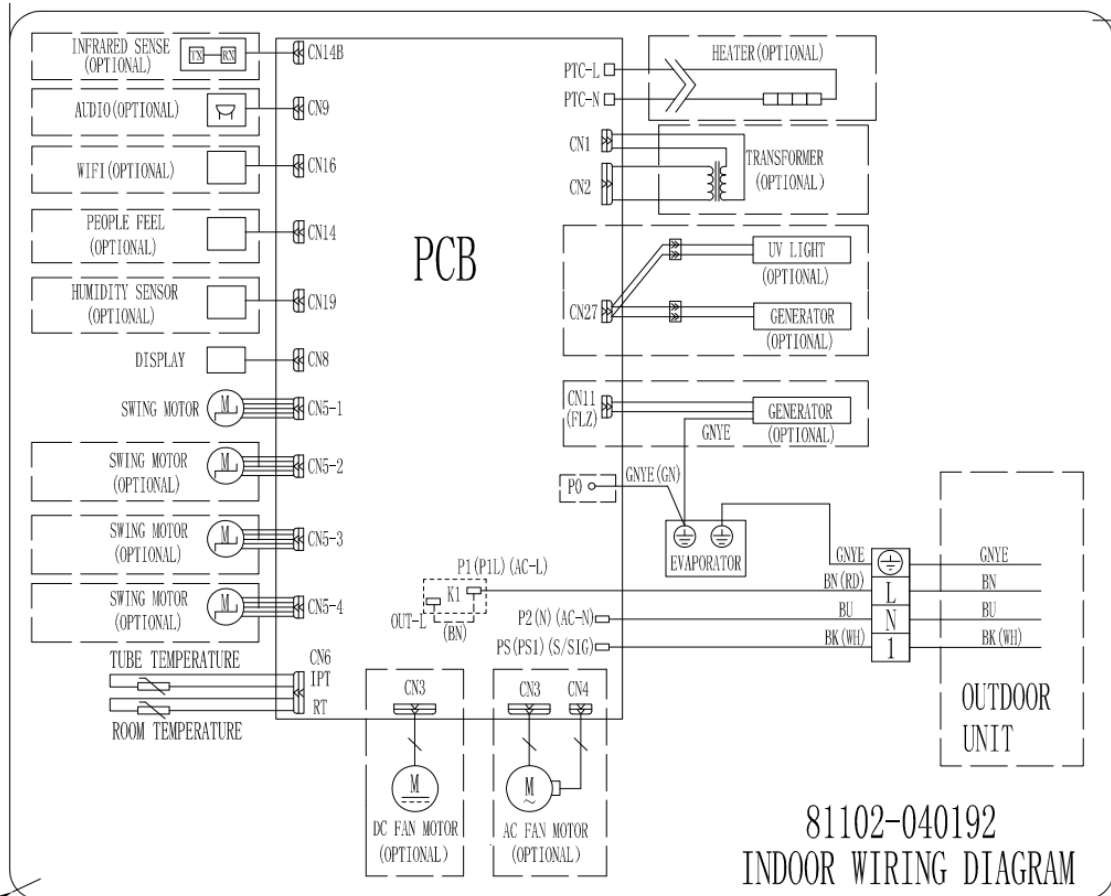 INFRARED SENSE
(OPTIONAL)
TX
RX
CN14B
AUDIO(OPTIONAL)
CN9
WIFI(OPTIONAL)
CN16
PEOPLE FEEL
(OPTIONAL)
CN14
HUMIDITY SENSOR
(OPTIONAL)
CN19
DISPLAY
CN8
SWING MOTOR
M
CN5-1
SWING MOTOR
(OPTIONAL)
M
CN5-2
SWING MOTOR
(OPTIONAL)
M
CN5-3
SWING MOTOR
(OPTIONAL)
M
CN5-4
TUBE TEMPERATURE
CN6
IPT
RT
ROOM TEMPERATURE
PCB
PTC-L
PTC-N
HEATER(OPTIONAL)
CN1
CN2
TRANSFORMER
(OPTIONAL)
CN27
UV LIGHT
(OPTIONAL)
GENERATOR
(OPTIONAL)
CN11
(FLZ)
GENERATOR
(OPTIONAL)
GNYE
P0
GNYE(GN)
EVAPORATOR
P1(P1L)(AC-L)
K1
OUT-L
(BN)
P2(N)(AC-N)
PS(PS1)(S/SIG)
GNYE
BN(RD)
BU
BK(WH)
L
N
1
GNYE
BN
BU
BK(WH)
OUTDOOR
UNIT
CN3
M
DC FAN MOTOR
(OPTIONAL)
CN3
CN4
M
~
AC FAN MOTOR
(OPTIONAL)
81102-040192
INDOOR WIRING DIAGRAM